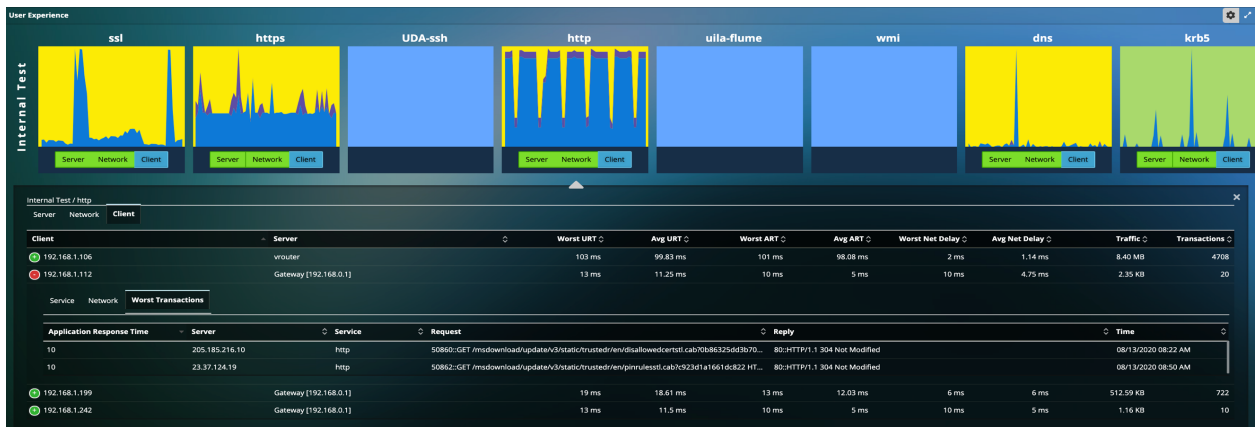 User Experience
ssl https UDA-ssh http uila-flume wmi dns krb5
Internal Test
Server Network Client Server Network Client Server Network Client Server Network Client Server Network Client
Internal Test / http
Server Network Client
Client Server Worst URT Avg URT Worst ART Avg ART Worst Net Delay Avg Net Delay Traffic Transactions
192.168.1.106 vrouter 103 ms 99.83 ms 101 ms 98.08 ms 2 ms 1.14 ms 8.40 MB 4708
192.168.1.112 Gateway [192.168.0.1] 13 ms 11.25 ms 10 ms 5 ms 10 ms 4.75 ms 2.35 KB 20
Service Network Worst Transactions
Application Response Time Server Service Request Reply Time
10 205.185.216.10 http 50860::GET /msdownload/update/v3/static/trustedr/en/disallowedcertstl.cab?0b86325dd3b70... 80::HTTP/1.1 304 Not Modified 08/13/2020 08:22 AM
10 23.37.124.19 http 50862::GET /msdownload/update/v3/static/trustedr/en/pinrulesstl.cab?c923d1a1661dc822 HT... 80::HTTP/1.1 304 Not Modified 08/13/2020 08:50 AM
192.168.1.199 Gateway [192.168.0.1] 19 ms 18.61 ms 13 ms 12.03 ms 6 ms 6 ms 512.59 KB 722
192.168.1.242 Gateway [192.168.0.1] 13 ms 11.5 ms 10 ms 5 ms 10 ms 5 ms 1.16 KB 10